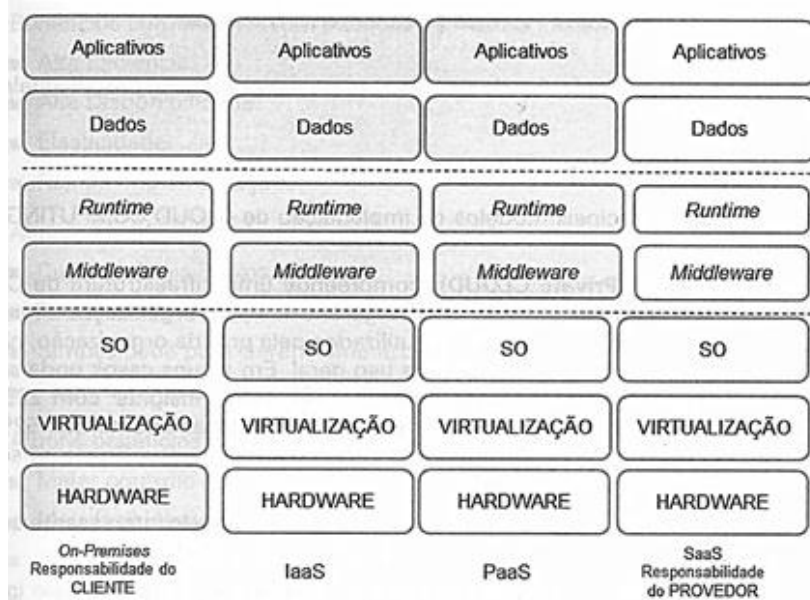 Aplicativos Aplicativos Aplicativos Aplicativos
Dados Dados Dados Dados
Runtime Runtime Runtime Runtime
Middleware Middleware Middleware Middleware
SO SO SO SO
VIRTUALIZAÇÃO VIRTUALIZAÇÃO VIRTUALIZAÇÃO VIRTUALIZAÇÃO
HARDWARE HARDWARE HARDWARE HARDWARE
On-Premises
Responsabilidade do
CLIENTE
IaaS
PaaS
SaaS
Responsabilidade
do PROVEDOR